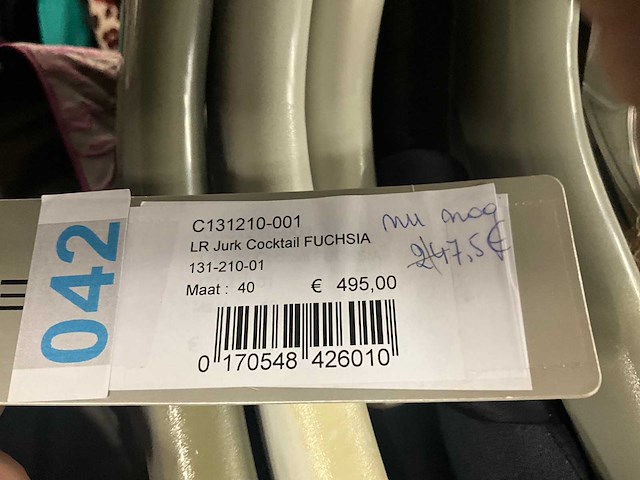 042
C131210-001
LR Jurk Cocktail FUCHSIA
131-210-01
Maat : 40 € 495,00
0 170548 426010
nu nog
247,5€